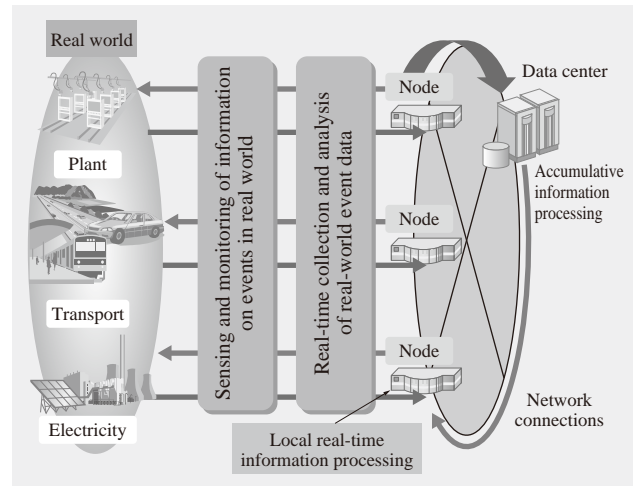 Real world
Plant
Transport
Electricity
Sensing and monitoring of information
on events in real world
Real-time collection and analysis
of real-world event data
Node
Node
Node
Data center
Accumulative
information
processing
Network
connections
Local real-time
information processing